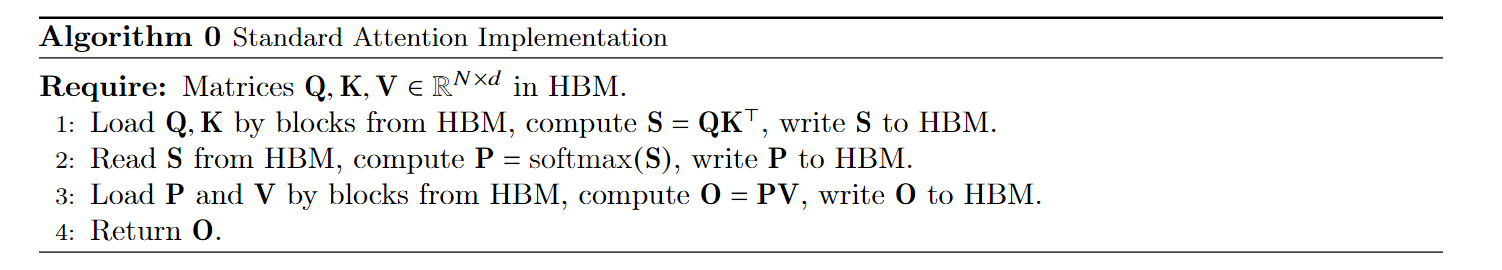 Algorithm 0 Standard Attention Implementation
Require: Matrices Q, K, V ∈ ℝ^{N×d} in HBM.
1: Load Q, K by blocks from HBM, compute S = QK^⊤, write S to HBM.
2: Read S from HBM, compute P = softmax(S), write P to HBM.
3: Load P and V by blocks from HBM, compute O = PV, write O to HBM.
4: Return O.